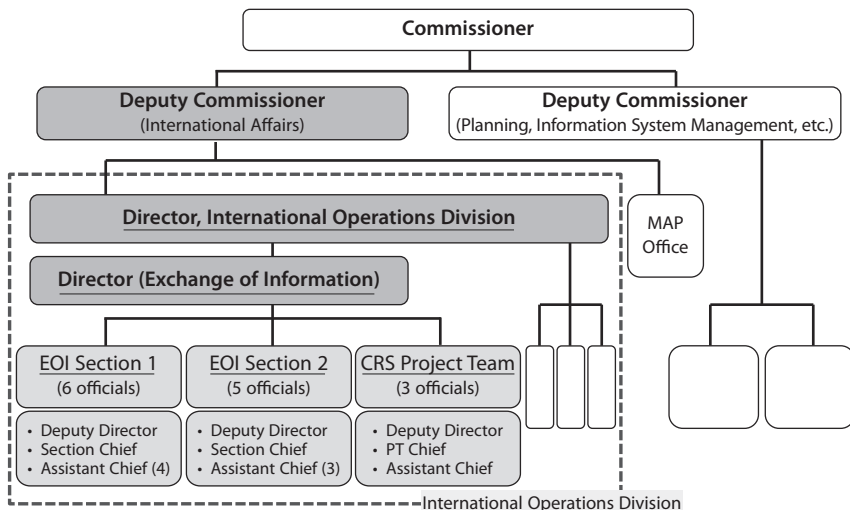 Commissioner
Deputy Commissioner
(International Affairs)
Deputy Commissioner
(Planning, Information System Management, etc.)
Director, International Operations Division
MAP
Office
Director (Exchange of Information)
EOI Section 1
(6 officials)
EOI Section 2
(5 officials)
CRS Project Team
(3 officials)
• Deputy Director
• Section Chief
• Assistant Chief (4)
• Deputy Director
• Section Chief
• Assistant Chief (3)
• Deputy Director
• PT Chief
• Assistant Chief
International Operations Division